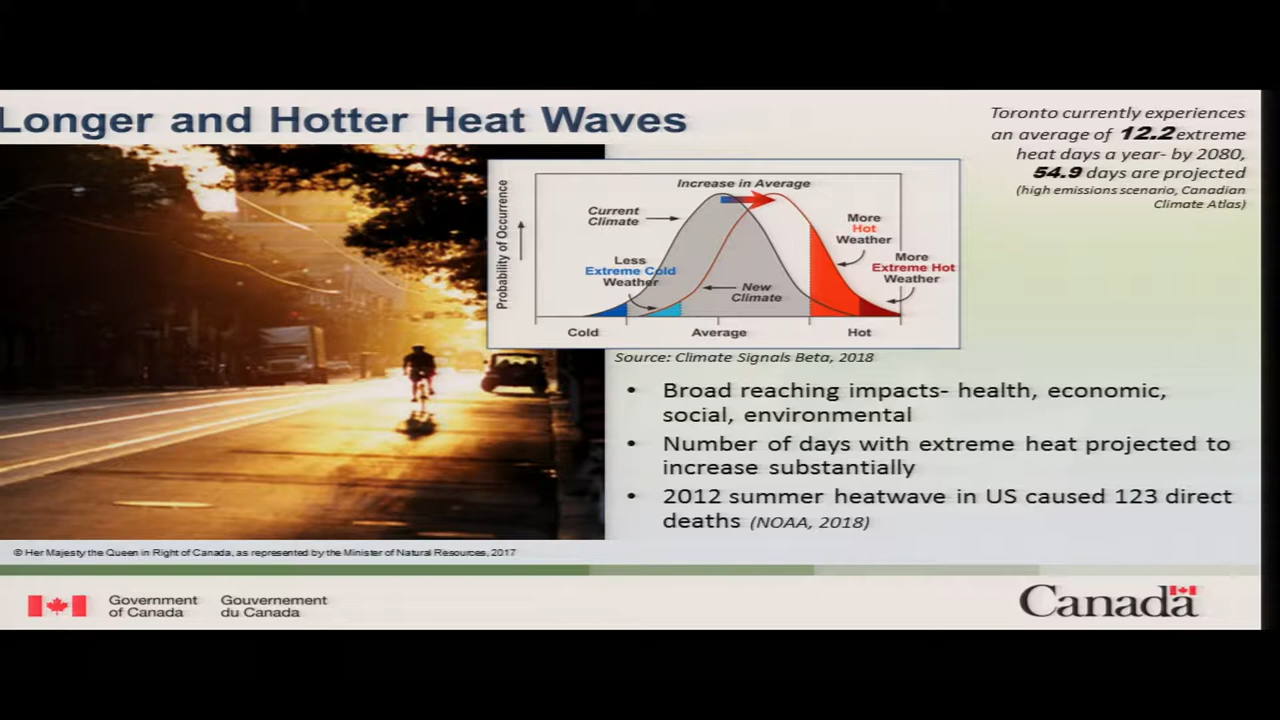 Longer and Hotter Heat Waves
Toronto currently experiences
an average of 12.2 extreme
heat days a year- by 2080,
54.9 days are projected
(high emissions scenario, Canadian
Climate Atlas)
Probability of Occurrence
Increase in Average
Current
Climate
More
Hot
Weather
Less
Extreme Cold
Weather
More
Extreme Hot
Weather
New
Climate
Cold
Average
Hot
Source: Climate Signals Beta, 2018
• Broad reaching impacts- health, economic,
social, environmental
• Number of days with extreme heat projected to
increase substantially
• 2012 summer heatwave in US caused 123 direct
deaths (NOAA, 2018)
© Her Majesty the Queen in Right of Canada, as represented by the Minister of Natural Resources, 2017
Government
of Canada
Gouvernement
du Canada
Canada